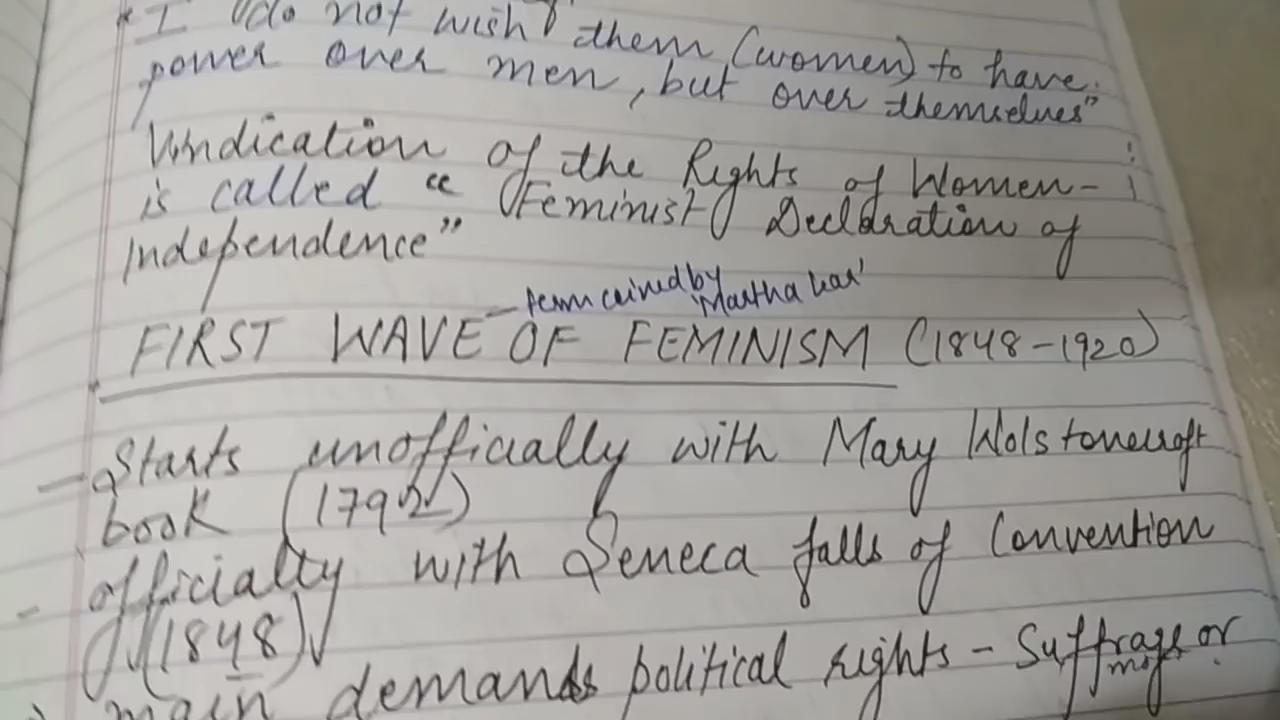 "I do not wish them (women) to have
power over men, but over themselves"
Vindication of the Rights of Women -
is called "Feminist Declaration of
Independence"
- term coined by
Martha
FIRST WAVE OF FEMINISM (1848-1920)
- Starts unofficially with Mary Wolstonecroft
book (1792)
- officially with Seneca falls of Convention
(1848)
main demands political rights - Suffrage or